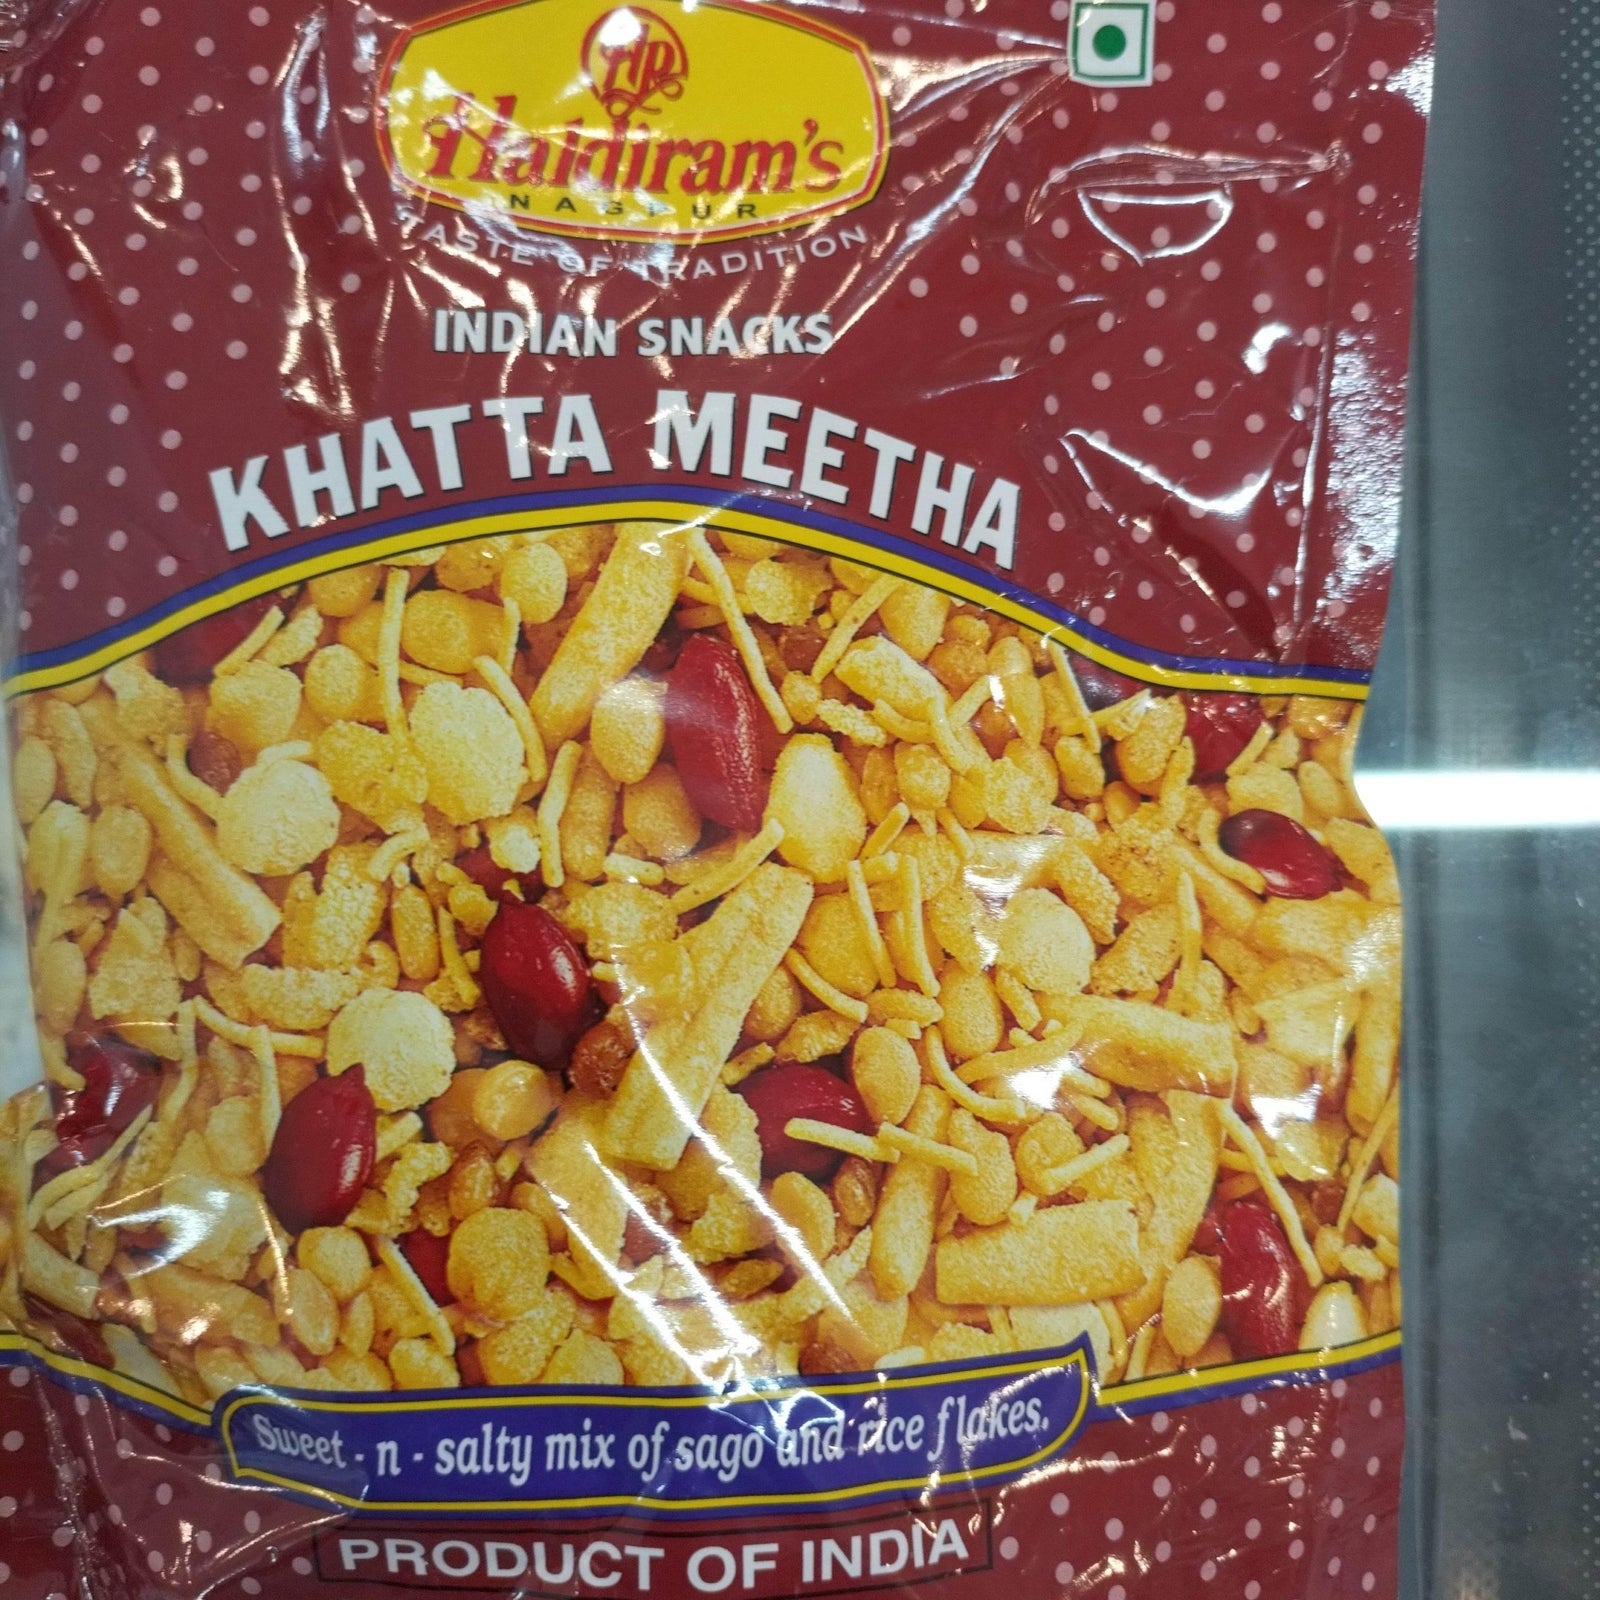 HR
Haldiram's
NAGPUR
TASTE OF TRADITION
INDIAN SNACKS
KHATTA MEETHA
Sweet - n - salty mix of sago and rice flakes.
PRODUCT OF INDIA